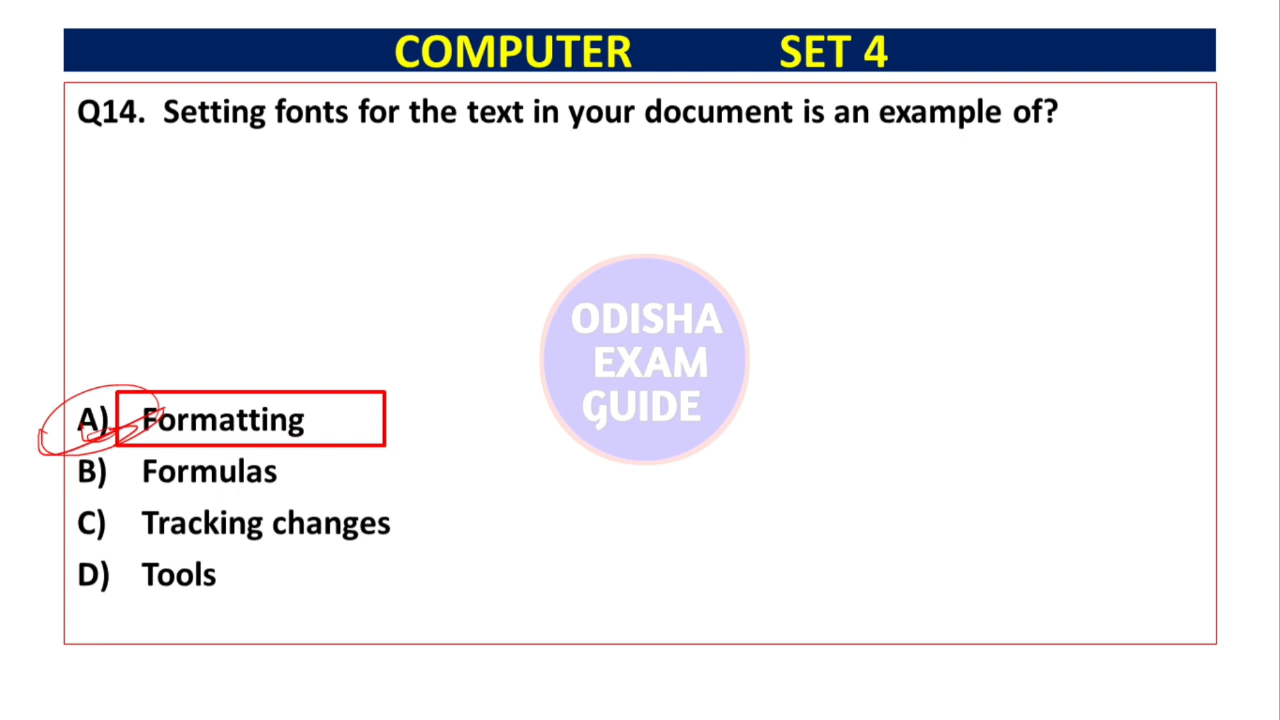 COMPUTER SET 4
Q14. Setting fonts for the text in your document is an example of?
ODISHA
EXAM
GUIDE
A) Formatting
B) Formulas
C) Tracking changes
D) Tools